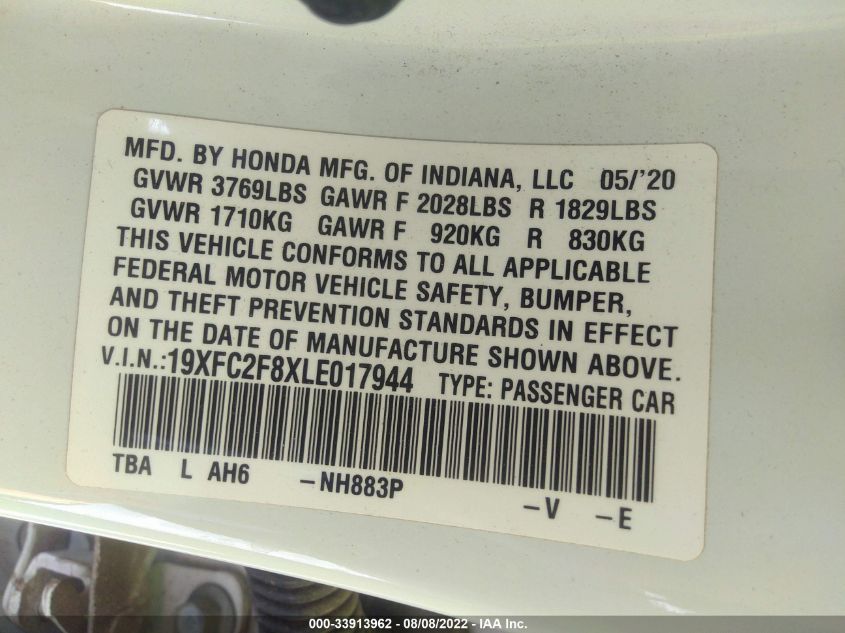 MFD. BY HONDA MFG. OF INDIANA, LLC 05/'20
GVWR 3769LBS GAWR F 2028LBS R 1829LBS
GVWR 1710KG GAWR F 920KG R 830KG
THIS VEHICLE CONFORMS TO ALL APPLICABLE
FEDERAL MOTOR VEHICLE SAFETY, BUMPER,
AND THEFT PREVENTION STANDARDS IN EFFECT
ON THE DATE OF MANUFACTURE SHOWN ABOVE.
V.I.N.:19XFC2F8XLE017944 TYPE: PASSENGER CAR
TBA L AH6 -NH883P -V -E
000-33913962 - 08/08/2022 - IAA Inc.